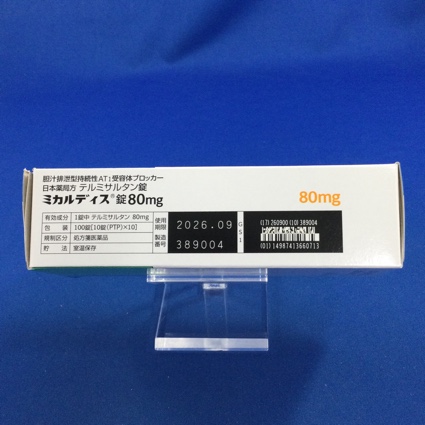 胆汁排泄型持続性AT₁受容体ブロッカー
日本薬局方 テルミサルタン錠
ミカルディス®錠80mg
80mg
有効成分 1錠中 テルミサルタン 80mg
包装 100錠[10錠(PTP)×10]
規制区分 処方箋医薬品
貯法 室温保存
使用期限 2026.09
製造番号 389004
GS1
(17) 260900 (10) 389004
(01) 14987413660713